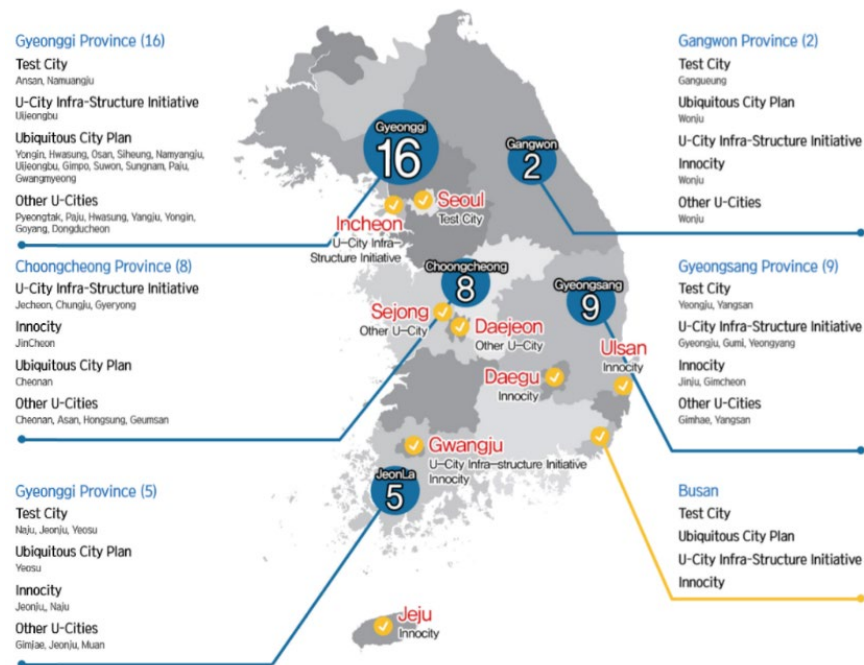 Gyeonggi Province (16)
Test City
Ansan, Namuangju
U-City Infra-Structure Initiative
Uijeongbu
Ubiquitous City Plan
Yongin, Hwasung, Osan, Siheung, Namyangju,
Uijeongbu, Gimpo, Suwon, Sungnam, Paju,
Gwangmyeong
Other U-Cities
Pyeongtak, Paju, Hwasung, Yangju, Yongin,
Goyang, Dongducheon
Choongcheong Province (8)
U-City Infra-Structure Initiative
Jecheon, Chungju, Gyeryong
Innocity
JinCheon
Ubiquitous City Plan
Cheonan
Other U-Cities
Cheonan, Asan, Hongsung, Geumsan
Gyeonggi Province (5)
Test City
Naju, Jeonju, Yeosu
Ubiquitous City Plan
Yeosu
Innocity
Jeonju,, Naju
Other U-Cities
Gimjae, Jeonju, Muan
Gyeonggi
16
Gangwon
2
Seoul
Test City
Incheon
U-City Infra-
Structure Initiative
Choongcheong
8
Gyeongsang
9
Sejong
Other U-City
Daejeon
Other U-City
Ulsan
Innocity
Daegu
Innocity
Gwangju
U-City Infra-structure Initiative
Innocity
JeonLa
5
Jeju
Innocity
Gangwon Province (2)
Test City
Gangueung
Ubiquitous City Plan
Wonju
U-City Infra-Structure Initiative
Innocity
Wonju
Other U-Cities
Wonju
Gyeongsang Province (9)
Test City
Yeongju, Yangsan
U-City Infra-Structure Initiative
Gyeongju, Gumi, Yeongyang
Innocity
Jinju, Gimcheon
Other U-Cities
Gimhae, Yangsan
Busan
Test City
Ubiquitous City Plan
U-City Infra-Structure Initiative
Innocity